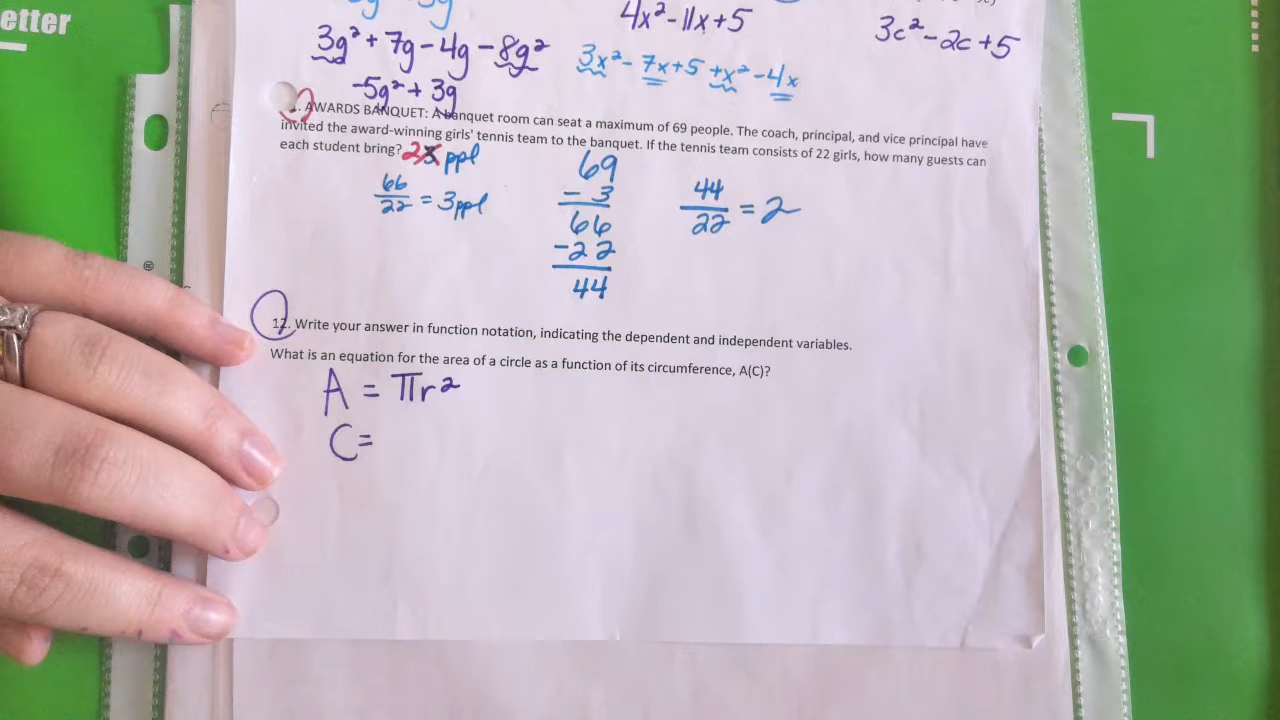 etter
4x² - 11x + 5
3c² - 2c + 5
3g² + 7g - 4g - 8g²
3x² - 7x + 5 + x² - 4x
-5g² + 3g
. AWARDS BANQUET: A banquet room can seat a maximum of 69 people. The coach, principal, and vice principal have
invited the award-winning girls' tennis team to the banquet. If the tennis team consists of 22 girls, how many guests can
each student bring? 2 ppl
66/22 = 3ppl
69
- 3
66
- 22
44
44/22 = 2
12. Write your answer in function notation, indicating the dependent and independent variables.
What is an equation for the area of a circle as a function of its circumference, A(C)?
A = πr²
C =